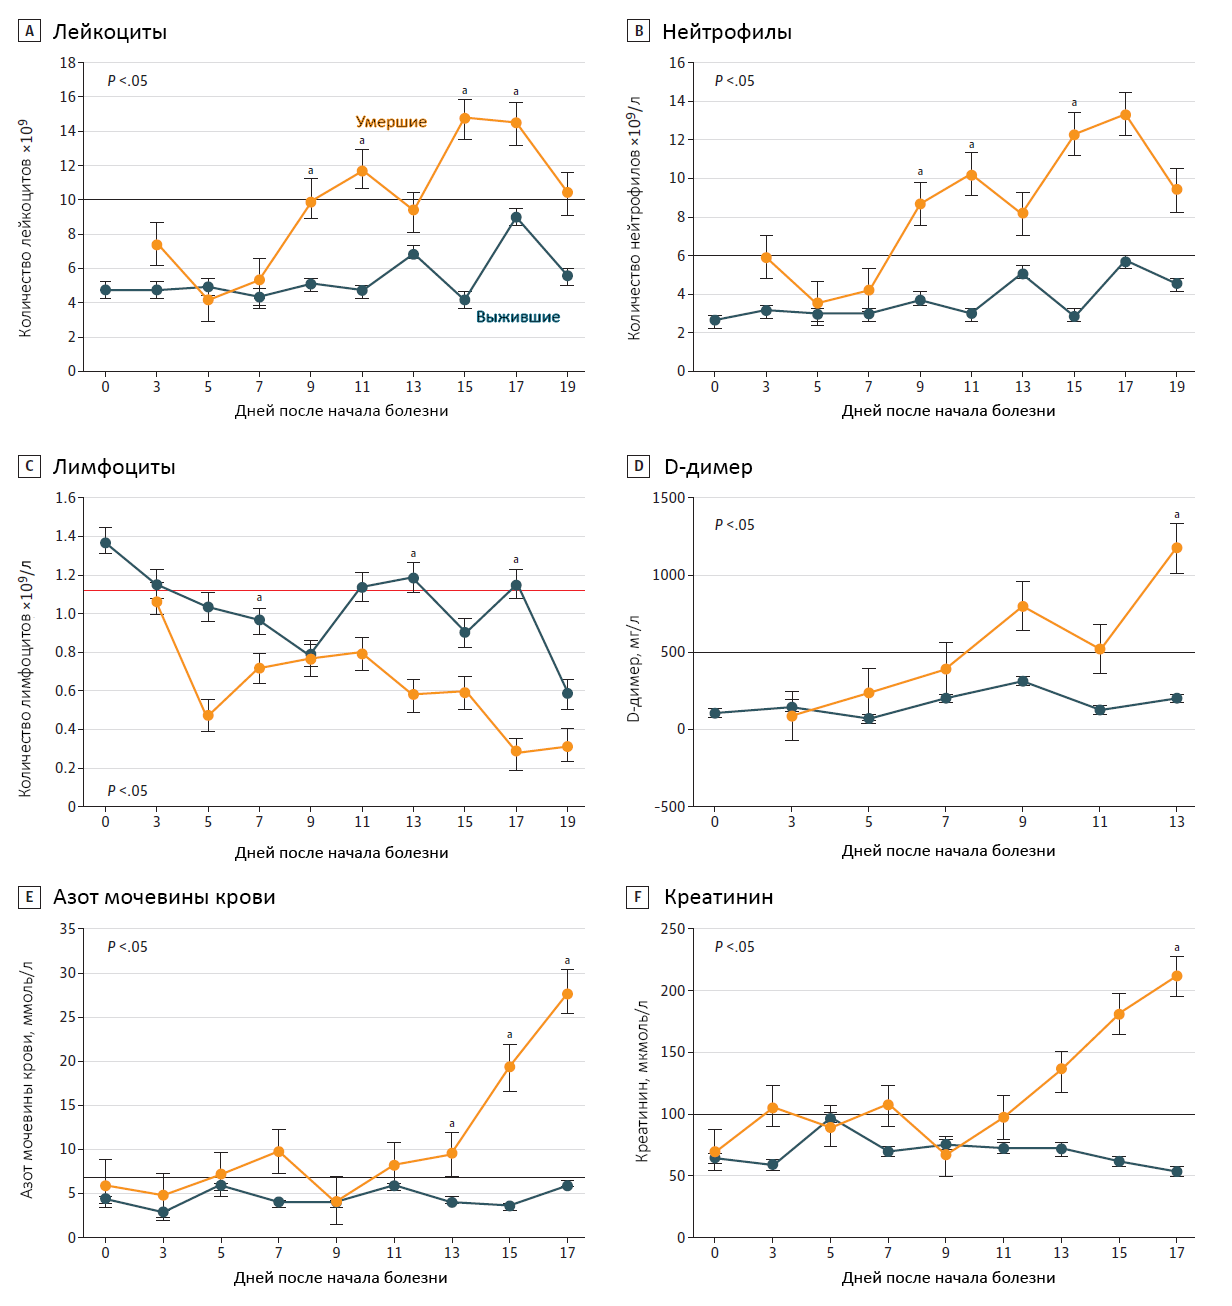 A Лейкоциты
Количество лейкоцитов ×10⁹
18
16
14
12
10
8
6
4
2
0
P <.05
Умершие
Выжившие
a
a
a
a
0 3 5 7 9 11 13 15 17 19
Дней после начала болезни
B Нейтрофилы
Количество нейтрофилов ×10⁹/л
16
14
12
10
8
6
4
2
0
P <.05
a
a
a
0 3 5 7 9 11 13 15 17 19
Дней после начала болезни
C Лимфоциты
Количество лимфоцитов ×10⁹/л
1.6
1.4
1.2
1.0
0.8
0.6
0.4
0.2
0
a
a
a
P <.05
0 3 5 7 9 11 13 15 17 19
Дней после начала болезни
D D-димер
D-димер, мг/л
1500
1000
500
0
-500
P <.05
a
0 3 5 7 9 11 13
Дней после начала болезни
E Азот мочевины крови
Азот мочевины крови, ммоль/л
35
30
25
20
15
10
5
0
P <.05
a
a
a
0 3 5 7 9 11 13 15 17
Дней после начала болезни
F Креатинин
Креатинин, мкмоль/л
250
200
150
100
50
0
P <.05
a
0 3 5 7 9 11 13 15 17
Дней после начала болезни